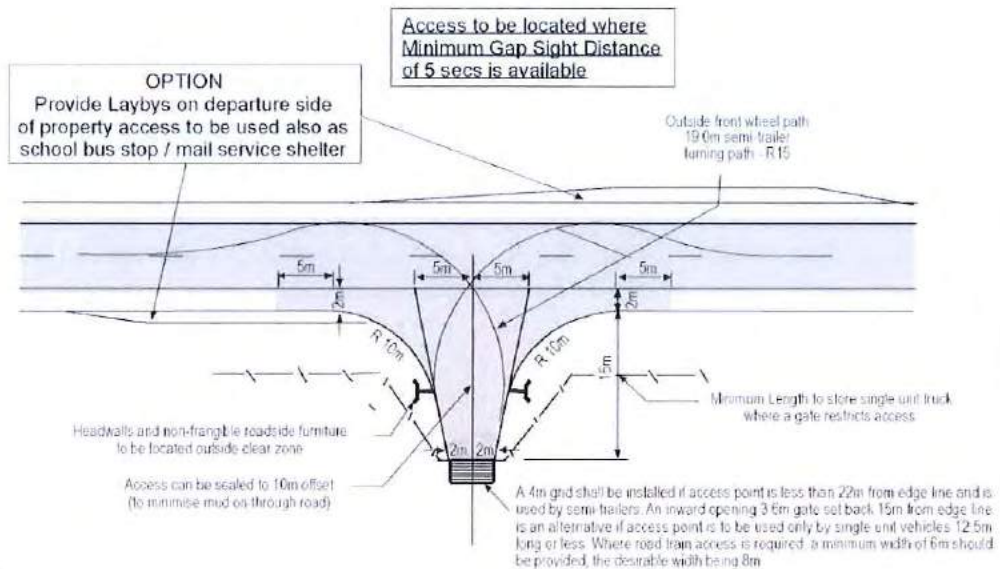 Access to be located where
Minimum Gap Sight Distance
of 5 secs is available
OPTION
Provide Laybys on departure side
of property access to be used also as
school bus stop / mail service shelter
Outside front wheel path
19.0m semi-trailer
turning path - R15
5m
5m
5m
5m
2m
2m
R 10m
R 10m
15m
Minimum Length to store single unit truck
where a gate restricts access
Headwalls and non-frangible roadside furniture
to be located outside clear zone
2m
2m
Access can be sealed to 10m offset
(to minimise mud on through road)
A 4m grid shall be installed if access point is less than 22m from edge line and is
used by semi-trailers. An inward opening 3.6m gate set back 15m from edge line
is an alternative if access point is to be used only by single unit vehicles 12.5m
long or less. Where road train access is required, a minimum width of 6m should
be provided, the desirable width being 8m